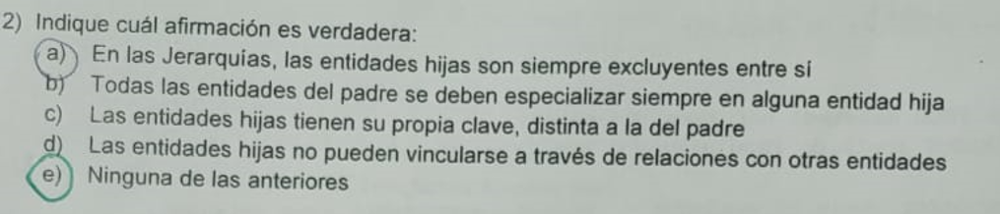 2) Indique cuál afirmación es verdadera:
a) En las Jerarquías, las entidades hijas son siempre excluyentes entre sí
b) Todas las entidades del padre se deben especializar siempre en alguna entidad hija
c) Las entidades hijas tienen su propia clave, distinta a la del padre
d) Las entidades hijas no pueden vincularse a través de relaciones con otras entidades
e) Ninguna de las anteriores